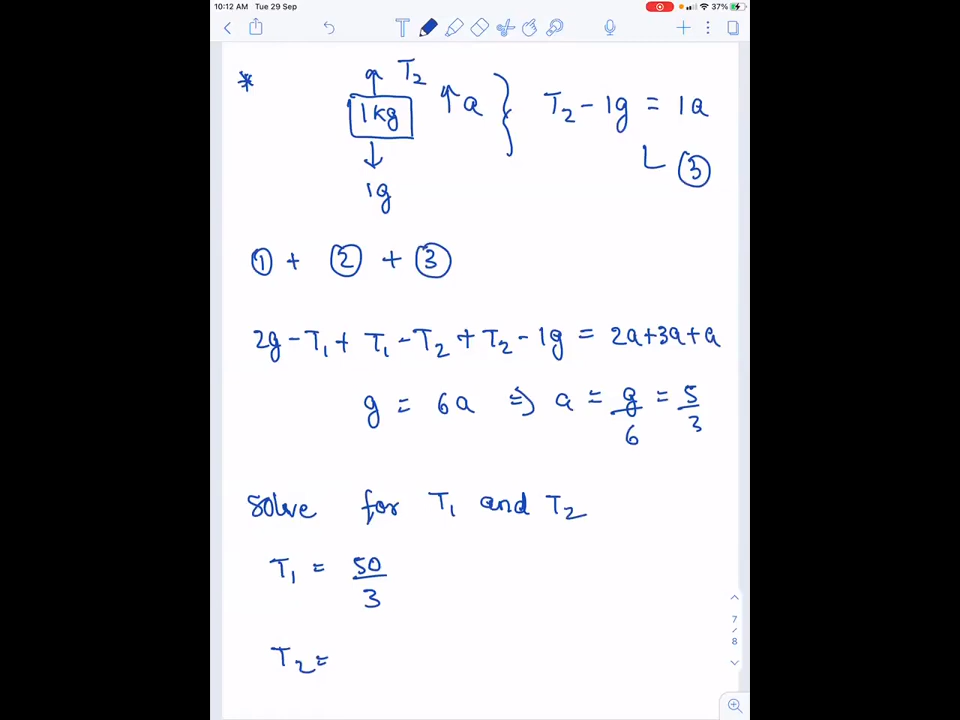 10:12 AM Tue 29 Sep 37%
T
* T₂
1kg ↑a } T₂ - 1g = 1a
↳ ③
1g
① + ② + ③
2g - T₁ + T₁ - T₂ + T₂ - 1g = 2a+3a+a
g = 6a ⇒ a = g/6 = 5/3
solve for T₁ and T₂
T₁ = 50/3
T₂ =
7
/
8